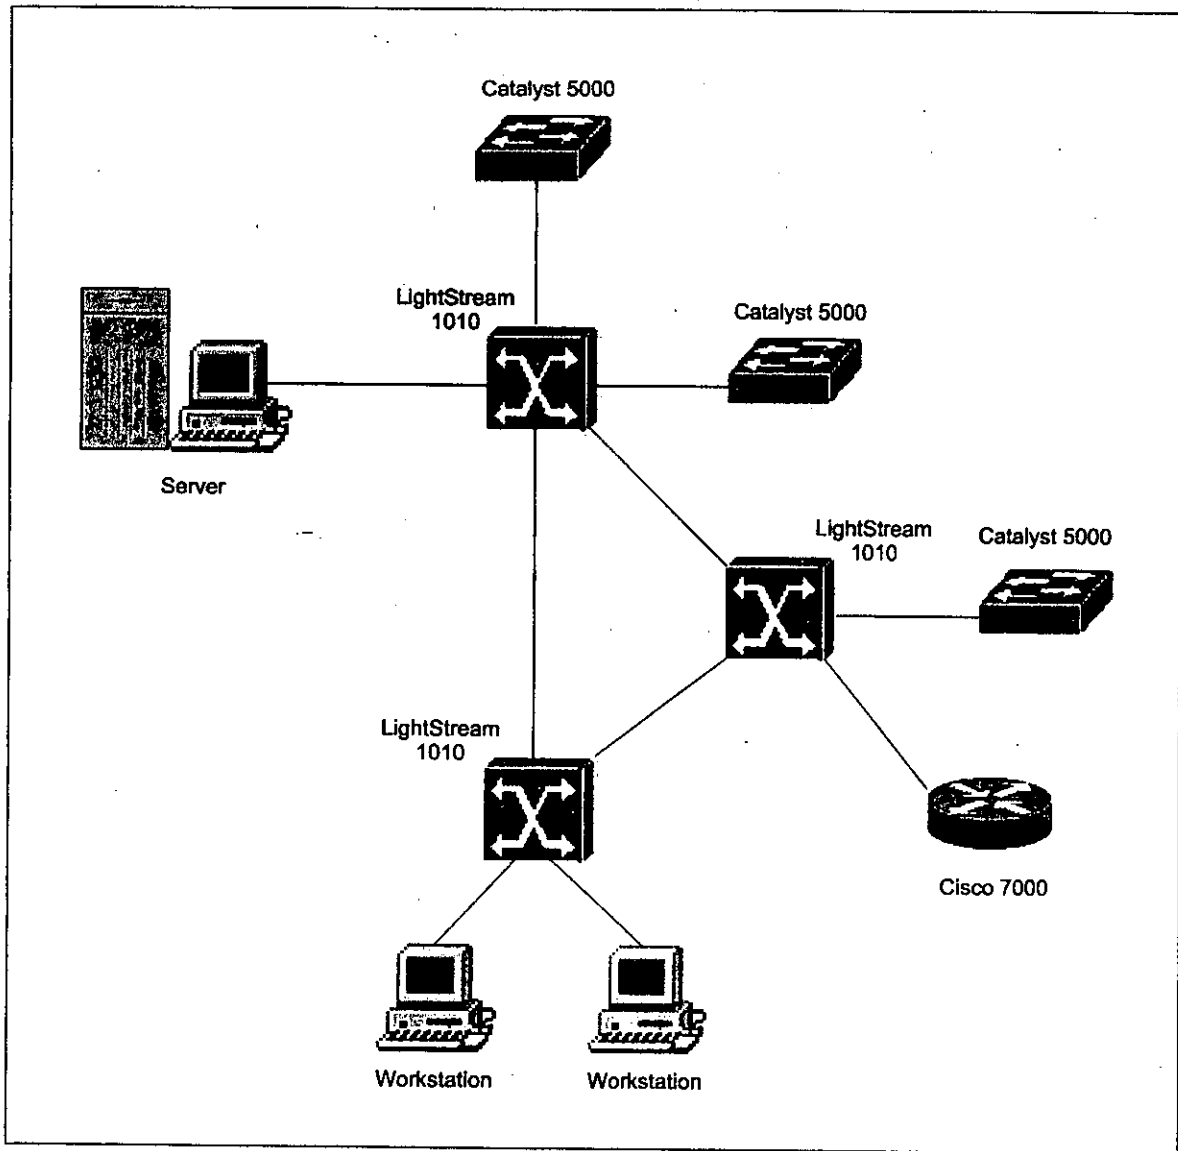 Catalyst 5000
LightStream
1010
Catalyst 5000
Server
LightStream
1010
Catalyst 5000
LightStream
1010
Cisco 7000
Workstation
Workstation